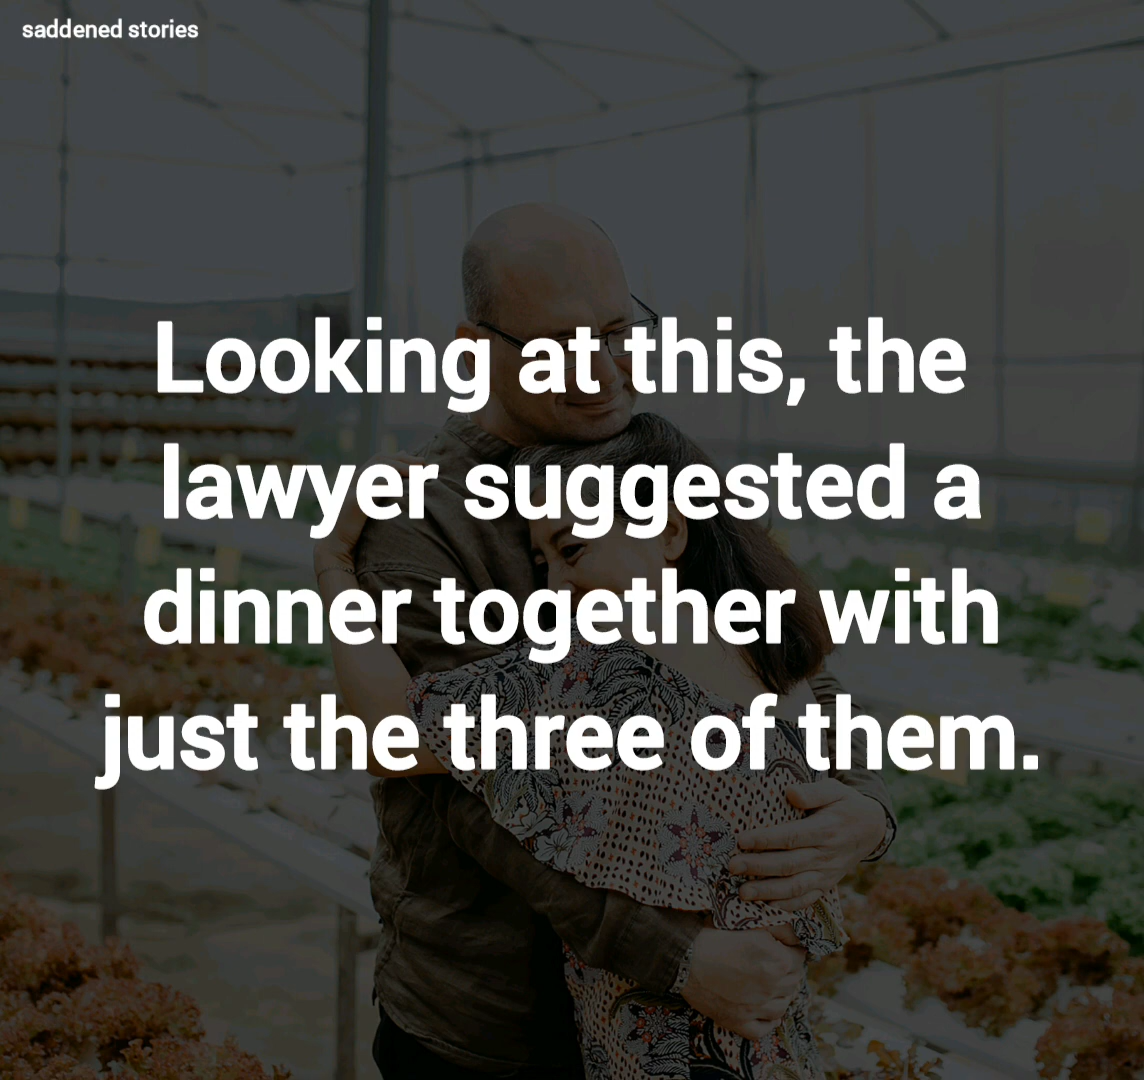 saddened stories
Looking at this, the
lawyer suggested a
dinner together with
just the three of them.